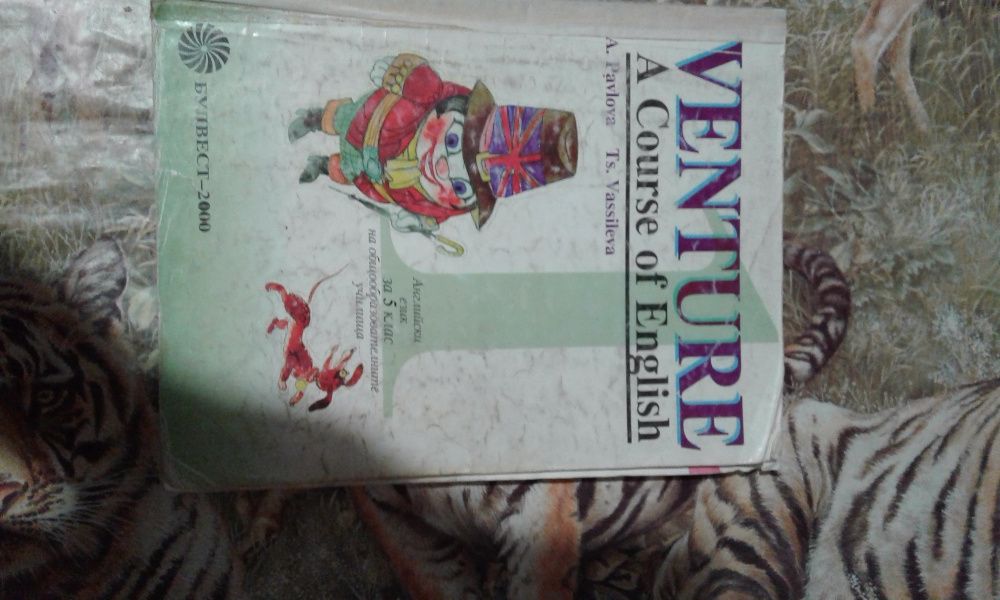 VENTURE
A Course of English
A. Pavlova Ts. Vassileva
Английски
език
за 5 клас
на общообразователните
училища
БУЛВЕСТ-2000